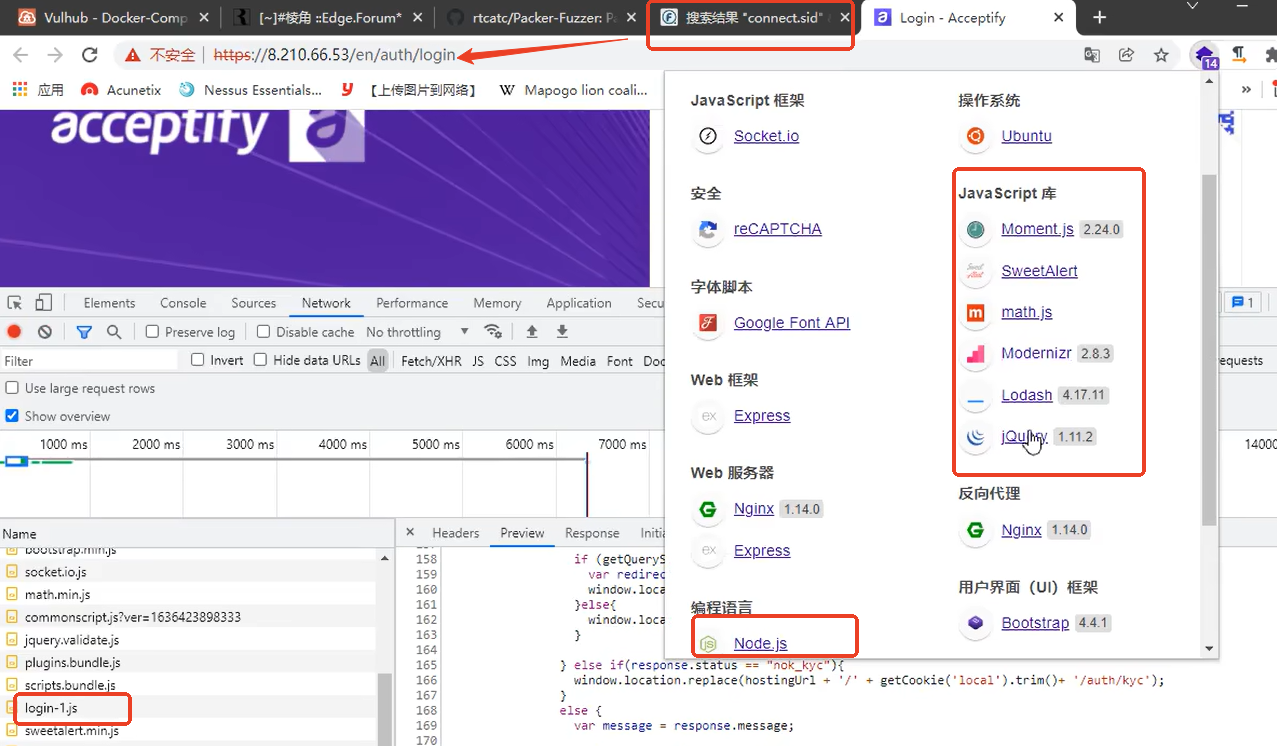 Vulhub - Docker-Comp
[~]#棱角 ::Edge.Forum*
rtcatc/Packer-Fuzzer: P
搜索结果 "connect.sid"
Login - Acceptify
不安全 https://8.210.66.53/en/auth/login
14
应用
Acunetix
Nessus Essentials...
【上传图片到网络】
W Mapogo lion coali...
»
acceptify
JavaScript 框架
Socket.io
安全
reCAPTCHA
字体脚本
Google Font API
Web 框架
ex Express
Web 服务器
Nginx 1.14.0
ex Express
编程语言
Node.js
操作系统
Ubuntu
JavaScript 库
Moment.js 2.24.0
SweetAlert
math.js
Modernizr 2.8.3
Lodash 4.17.11
jQuery 1.11.2
反向代理
Nginx 1.14.0
用户界面（UI）框架
Bootstrap 4.4.1
Elements Console Sources Network Performance Memory Application Secu
1
Preserve log Disable cache No throttling
Filter Invert Hide data URLs All Fetch/XHR JS CSS Img Media Font Doc
equests
Use large request rows
Show overview
1000 ms 2000 ms 3000 ms 4000 ms 5000 ms 6000 ms 7000 ms
14000
Name
bootstrap.min.js
socket.io.js
math.min.js
commonscript.js?ver=1636423898333
jquery.validate.js
plugins.bundle.js
scripts.bundle.js
login-1.js
sweetalert.min.js
Headers Preview Response Initi
158 if (getQueryS
159 var redirec
160 window.loca
161 }else{
162 window.loca
163 }
164
165 } else if(response.status == "nok_kyc"){
166 window.location.replace(hostingUrl + '/' + getCookie('local').trim()+ '/auth/kyc');
167 }
168 else {
169 var message = response.message;
170